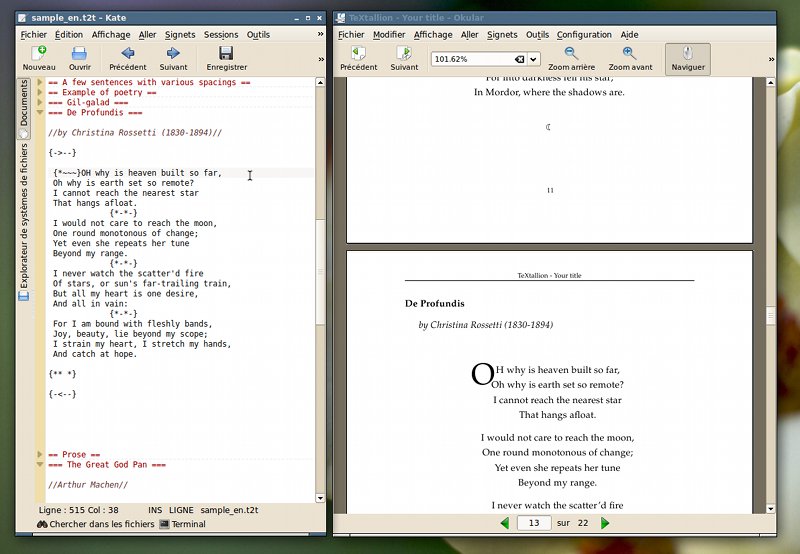 sample_en.t2t – Kate
Fichier Édition Affichage Aller Signets Sessions Outils »
Nouveau Ouvrir Précédent Suivant Enregistrer »
Documents
Explorateur de systèmes de fichiers
== A few sentences with various spacings ==
== Example of poetry ==
=== Gil-galad ===
=== De Profundis ===
//by Christina Rossetti (1830-1894)//
{->--}
{*~~~}OH why is heaven built so far,
Oh why is earth set so remote?
I cannot reach the nearest star
That hangs afloat.
{*-*-}
I would not care to reach the moon,
One round monotonous of change;
Yet even she repeats her tune
Beyond my range.
{*-*-}
I never watch the scatter'd fire
Of stars, or sun's far-trailing train,
But all my heart is one desire,
And all in vain:
{*-*-}
For I am bound with fleshly bands,
Joy, beauty, lie beyond my scope;
I strain my heart, I stretch my hands,
And catch at hope.
{** *}
{-<--}
== Prose ==
=== The Great God Pan ===
//Arthur Machen//
Ligne : 515 Col : 38 INS LIGNE sample_en.t2t
Chercher dans les fichiers Terminal
TeXtallion - Your title – Okular
Fichier Modifier Affichage Aller Signets Outils Configuration Aide
Précédent Suivant 101.62% Zoom arrière Zoom avant Naviguer »
For into darkness fell his star,
In Mordor, where the shadows are.
11
TeXtallion - Your title
De Profundis
by Christina Rossetti (1830-1894)
OH why is heaven built so far,
Oh why is earth set so remote?
I cannot reach the nearest star
That hangs afloat.
I would not care to reach the moon,
One round monotonous of change;
Yet even she repeats her tune
Beyond my range.
I never watch the scatter'd fire
13 sur 22